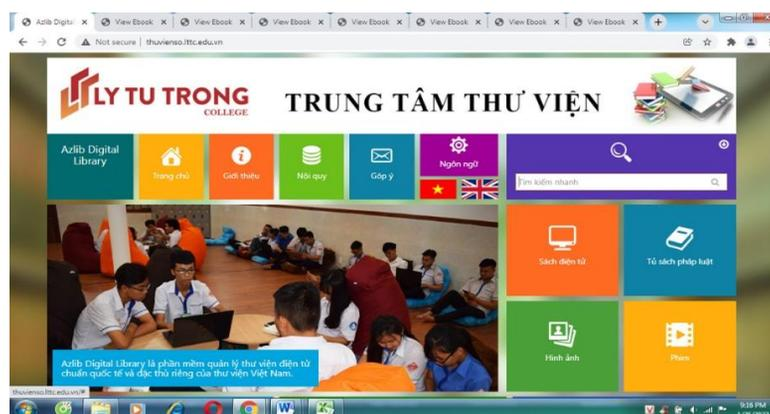 Azlib Digita
View Ebook
View Ebook
View Ebook
View Ebook
View Ebook
View Ebook
View Ebook
Not secure | thuvienso.lttc.edu.vn
LY TU TRONG
COLLEGE
TRUNG TÂM THƯ VIỆN
Azlib Digital
Library
Trang chủ
Giới thiệu
Nội quy
Góp ý
Ngôn ngữ
Tìm kiếm nhanh
Sách điện tử
Tủ sách pháp luật
Hình ảnh
Phim
Azlib Digital Library là phần mềm quản lý thư viện điện tử
chuẩn quốc tế và đặc thù riêng của thư viện Việt Nam.
thuvienso.lttc.edu.vn/#
9:16 PM